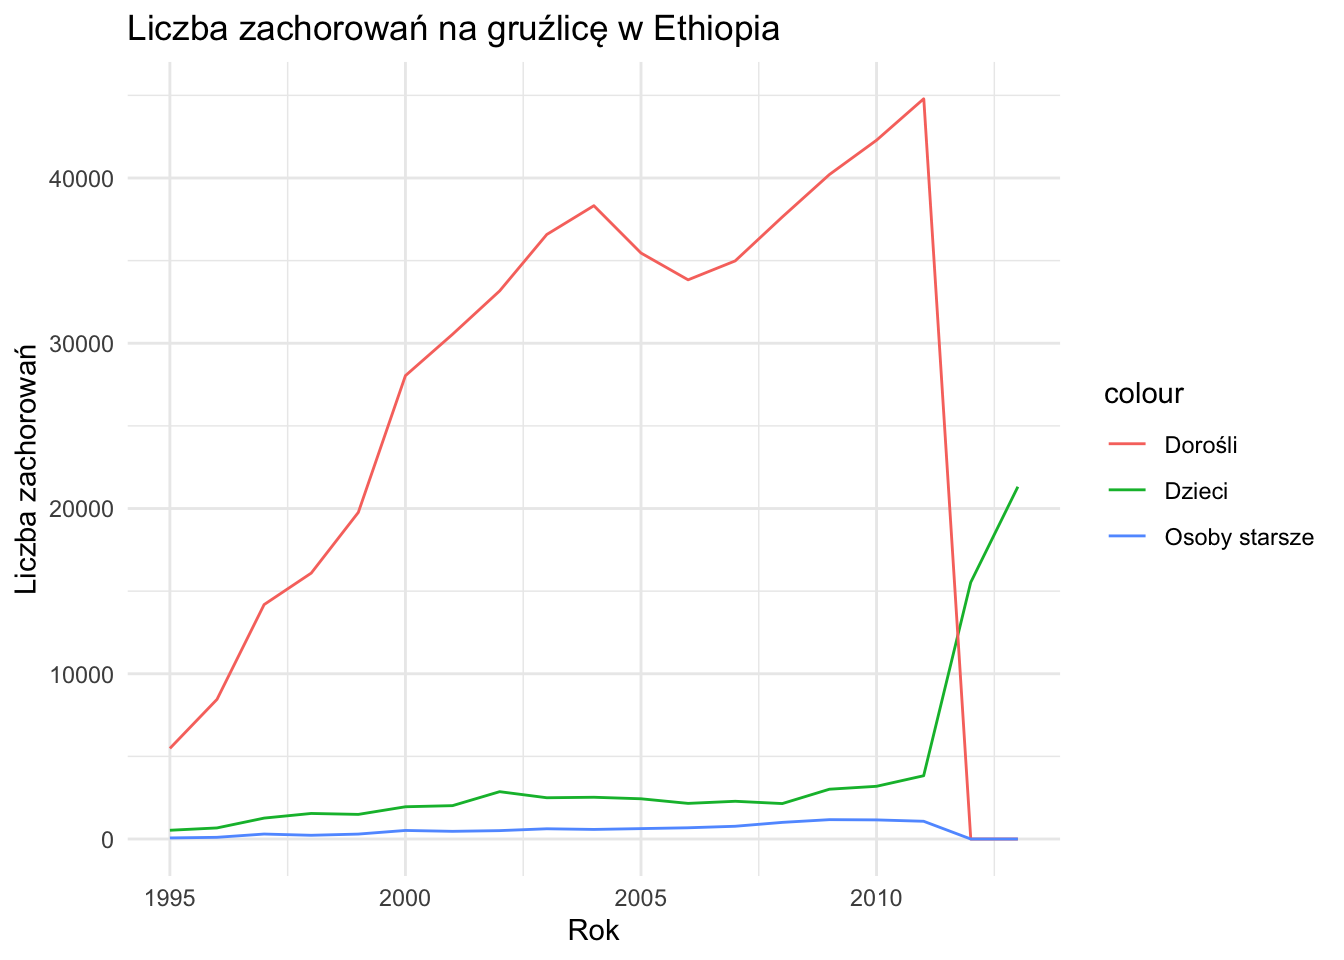 Liczba zachorowań na gruźlicę w Ethiopia
Liczba zachorowań
40000
30000
20000
10000
0
1995
2000
2005
2010
Rok
colour
Dorośli
Dzieci
Osoby starsze